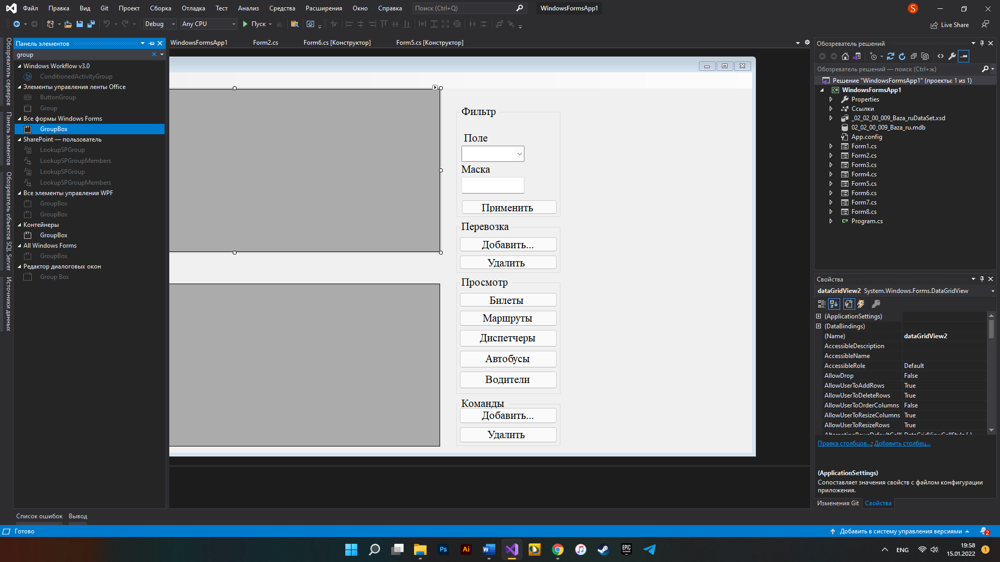 Файл Правка Вид Git Проект Сборка Отладка Тест Анализ Средства Расширения Окно Справка Поиск (Ctrl+Q) WindowsFormsApp1 S
Debug Any CPU Пуск Live Share
Обозреватель серверов
Панель элементов
Обозреватель объектов SQL Server
Источники данных
Панель элементов
group
Windows Workflow v3.0
ConditionedActivityGroup
Элементы управления ленты Office
ButtonGroup
Group
Все формы Windows Forms
GroupBox
SharePoint — пользователь
LookupSPGroup
LookupSPGroupMembers
LookupSPGroup
LookupSPGroupMembers
Все элементы управления WPF
GroupBox
GroupBox
Контейнеры
GroupBox
All Windows Forms
GroupBox
Редактор диалоговых окон
Group Box
WindowsFormsApp1 Form2.cs Form6.cs [Конструктор] Form5.cs [Конструктор]
Фильтр
Поле
Маска
Применить
Перевозка
Добавить...
Удалить
Просмотр
Билеты
Маршруты
Диспетчеры
Автобусы
Водители
Команды
Добавить...
Удалить
Обозреватель решений
Обозреватель решений — поиск (Ctrl+ж)
Решение "WindowsFormsApp1" (проекты: 1 из 1)
WindowsFormsApp1
Properties
Ссылки
_02_02_00_009_Baza_ruDataSet.xsd
02_02_00_009_Baza_ru.mdb
App.config
Form1.cs
Form2.cs
Form3.cs
Form4.cs
Form5.cs
Form6.cs
Form7.cs
Form8.cs
Program.cs
Свойства
dataGridView2 System.Windows.Forms.DataGridView
(ApplicationSettings)
(DataBindings)
(Name) dataGridView2
AccessibleDescription
AccessibleName
AccessibleRole Default
AllowDrop False
AllowUserToAddRows True
AllowUserToDeleteRows True
AllowUserToOrderColumns False
AllowUserToResizeColumns True
AllowUserToResizeRows True
Правка столбцов...; Добавить столбец...
(ApplicationSettings)
Сопоставляет значения свойств с файлом конфигурации
приложения.
Изменения Git Свойства
Список ошибок Вывод
Готово Добавить в систему управления версиями 2
Ps Ai W EPIC GAMES ENG 19:58
15.01.2022 1